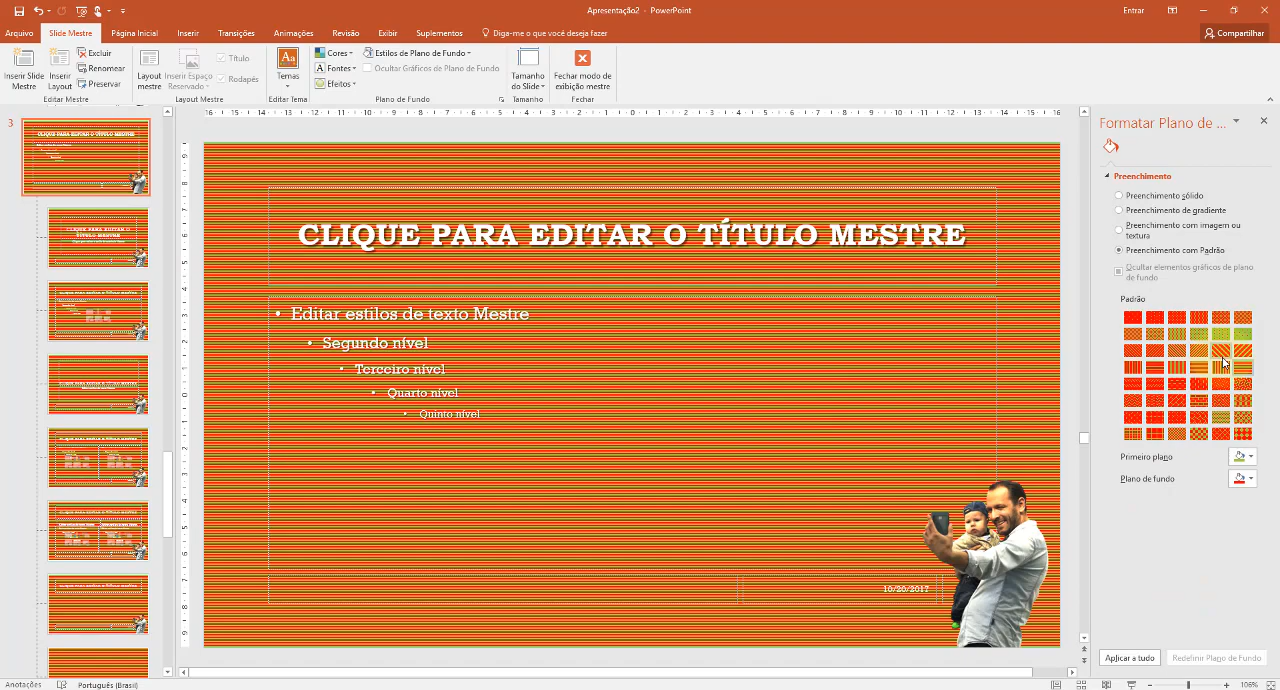 Apresentação2 - PowerPoint
Entrar
Arquivo
Slide Mestre
Página Inicial
Inserir
Transições
Animações
Revisão
Exibir
Suplementos
Diga-me o que você deseja fazer
Compartilhar
Inserir Slide Mestre
Inserir Layout
Excluir
Renomear
Preservar
Editar Mestre
Layout mestre
Inserir Espaço Reservado
Título
Rodapés
Layout Mestre
Temas
Editar Tema
Cores
Fontes
Efeitos
Estilos de Plano de Fundo
Ocultar Gráficos de Plano de Fundo
Plano de Fundo
Tamanho do Slide
Tamanho
Fechar modo de exibição mestre
Fechar
3
CLIQUE PARA EDITAR O TÍTULO MESTRE
• Editar estilos de texto Mestre
• Segundo nível
• Terceiro nível
• Quarto nível
• Quinto nível
10/20/2017
Formatar Plano de ...
Preenchimento
Preenchimento sólido
Preenchimento de gradiente
Preenchimento com imagem ou
textura
Preenchimento com Padrão
Ocultar elementos gráficos de plano
de fundo
Padrão
Primeiro plano
Plano de fundo
Aplicar a tudo
Redefinir Plano de Fundo
Anotações
Português (Brasil)
106%